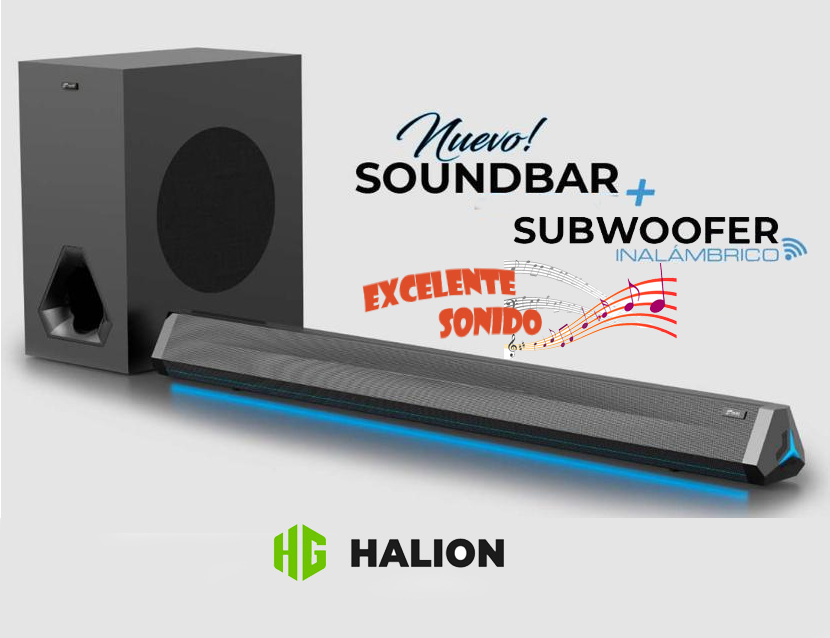 Nuevo!
SOUNDBAR +
SUBWOOFER
INALÁMBRICO
EXCELENTE
SONIDO
HG HALION